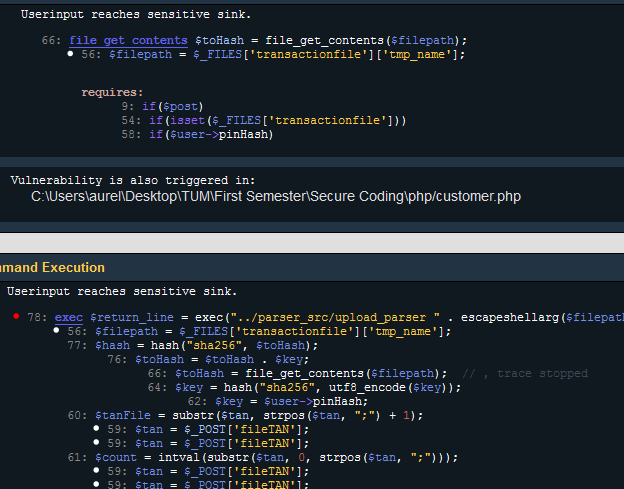 Userinput reaches sensitive sink.
66: file_get_contents $toHash = file_get_contents($filepath);
56: $filepath = $_FILES['transactionfile']['tmp_name'];
requires:
9: if($post)
54: if(isset($_FILES['transactionfile']))
58: if($user->pinHash)
Vulnerability is also triggered in:
C:\Users\aurel\Desktop\TUM\First Semester\Secure Coding\php/customer.php
mmand Execution
Userinput reaches sensitive sink.
78: exec $return_line = exec("../parser_src/upload_parser " . escapeshellarg($filepat
56: $filepath = $_FILES['transactionfile']['tmp_name'];
77: $hash = hash("sha256", $toHash);
76: $toHash = $toHash . $key;
66: $toHash = file_get_contents($filepath); // , trace stopped
64: $key = hash("sha256", utf8_encode($key));
62: $key = $user->pinHash;
60: $tanFile = substr($tan, strpos($tan, ";") + 1);
59: $tan = $_POST['fileTAN'];
59: $tan = $_POST['fileTAN'];
61: $count = intval(substr($tan, 0, strpos($tan, ";")));
59: $tan = $_POST['fileTAN'];
59: $tan = $_POST['fileTAN'];